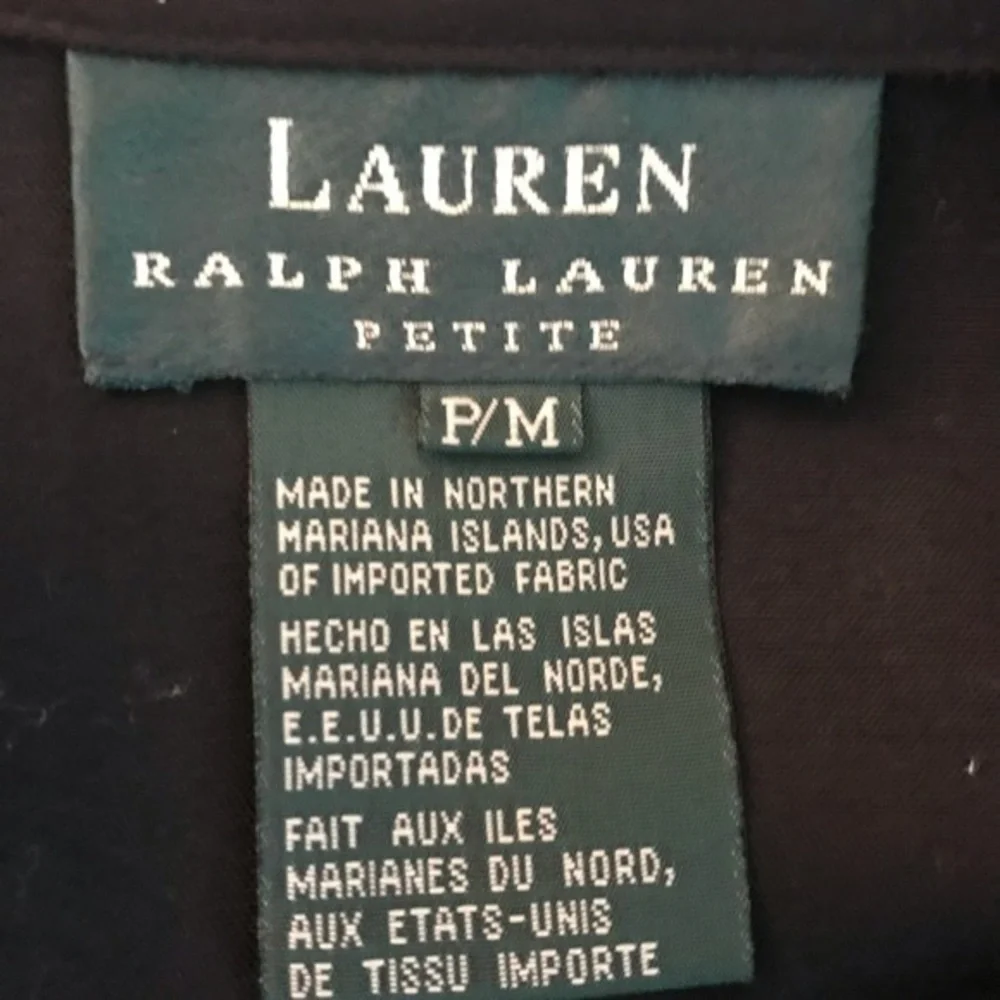 LAUREN
RALPH LAUREN
PETITE
P/M
MADE IN NORTHERN
MARIANA ISLANDS, USA
OF IMPORTED FABRIC
HECHO EN LAS ISLAS
MARIANA DEL NORDE,
E.E.U.U.DE TELAS
IMPORTADAS
FAIT AUX ILES
MARIANES DU NORD,
AUX ETATS-UNIS
DE TISSU IMPORTE